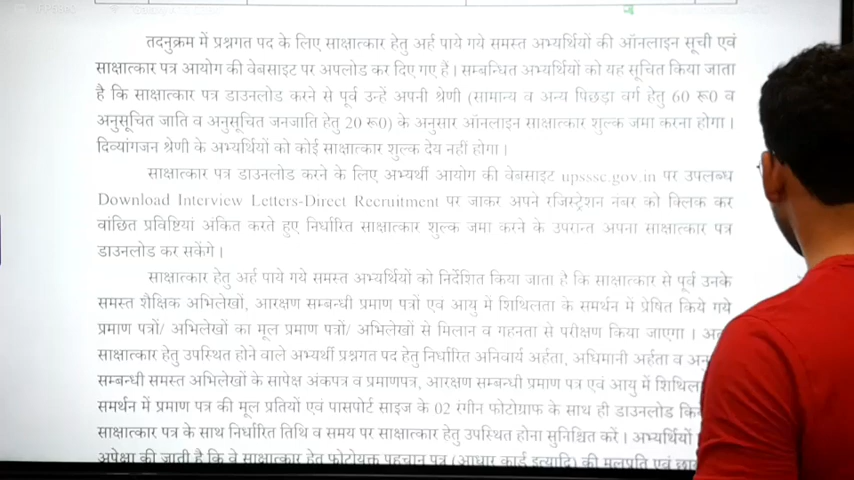 तदनुक्रम में प्रश्नगत पद के लिए साक्षात्कार हेतु अर्ह पाये गये समस्त अभ्यर्थियों की ऑनलाइन सूची एवं
साक्षात्कार पत्र आयोग की वेबसाइट पर अपलोड कर दिए गए हैं। सम्बन्धित अभ्यर्थियों को यह सूचित किया जाता
है कि साक्षात्कार पत्र डाउनलोड करने से पूर्व उन्हें अपनी श्रेणी (सामान्य व अन्य पिछड़ा वर्ग हेतु 60 रू0 व
अनुसूचित जाति व अनुसूचित जनजाति हेतु 20 रू0) के अनुसार ऑनलाइन साक्षात्कार शुल्क जमा करना होगा।
दिव्यांगजन श्रेणी के अभ्यर्थियों को कोई साक्षात्कार शुल्क देय नहीं होगा।
साक्षात्कार पत्र डाउनलोड करने के लिए अभ्यर्थी आयोग की वेबसाइट upsssc.gov.in पर उपलब्ध
Download Interview Letters-Direct Recruitment पर जाकर अपने रजिस्ट्रेशन नंबर को क्लिक कर
वांछित प्रविष्टियां अंकित करते हुए निर्धारित साक्षात्कार शुल्क जमा करने के उपरान्त अपना साक्षात्कार पत्र
डाउनलोड कर सकेंगे।
साक्षात्कार हेतु अर्ह पाये गये समस्त अभ्यर्थियों को निर्देशित किया जाता है कि साक्षात्कार से पूर्व उनके
समस्त शैक्षिक अभिलेखों, आरक्षण सम्बन्धी प्रमाण पत्रों एव आयु में शिथिलता के समर्थन में प्रेषित किये गये
प्रमाण पत्रों/ अभिलेखों का मूल प्रमाण पत्रों/ अभिलेखों से मिलान व गहनता से परीक्षण किया जाएगा।
साक्षात्कार हेतु उपस्थित होने वाले अभ्यर्थी प्रश्नगत पद हेतु निर्धारित अनिवार्य अर्हता, अधिमानी अर्हता व
सम्बन्धी समस्त अभिलेखों के सापेक्ष अंकपत्र व प्रमाणपत्र, आरक्षण सम्बन्धी प्रमाण पत्र एवं आयु में
समर्थन में प्रमाण पत्र की मूल प्रतियों एवं पासपोर्ट साइज के 02 रंगीन फोटोग्राफ के साथ ही डाउनलोड
साक्षात्कार पत्र के साथ निर्धारित तिथि व समय पर साक्षात्कार हेतु उपस्थित होना सुनिश्चित करें। अभ्यर्थियों
अपेक्षा की जाती है कि वे साक्षात्कार हेतु फोटोयुक्त पहचान पत्र (आधार कार्ड इत्यादि) की मूलप्रति एवं